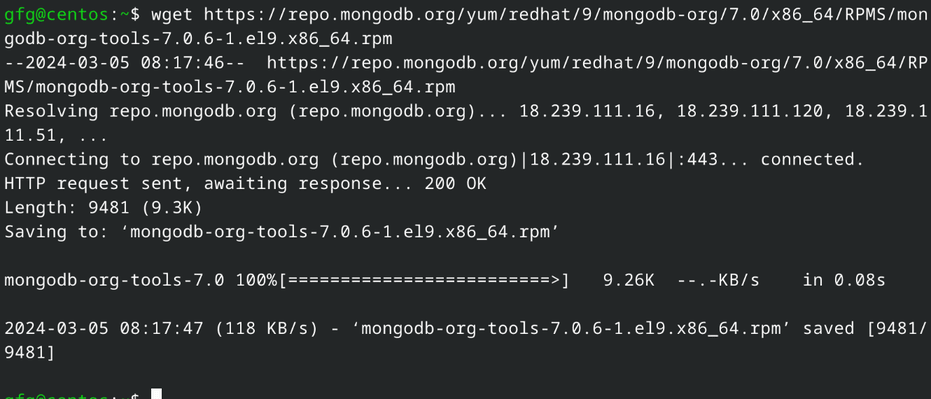 gfg@centos:~$ wget https://repo.mongodb.org/yum/redhat/9/mongodb-org/7.0/x86_64/RPMS/mon
godb-org-tools-7.0.6-1.el9.x86_64.rpm
--2024-03-05 08:17:46--  https://repo.mongodb.org/yum/redhat/9/mongodb-org/7.0/x86_64/RP
MS/mongodb-org-tools-7.0.6-1.el9.x86_64.rpm
Resolving repo.mongodb.org (repo.mongodb.org)... 18.239.111.16, 18.239.111.120, 18.239.1
11.51, ...
Connecting to repo.mongodb.org (repo.mongodb.org)|18.239.111.16|:443... connected.
HTTP request sent, awaiting response... 200 OK
Length: 9481 (9.3K)
Saving to: ‘mongodb-org-tools-7.0.6-1.el9.x86_64.rpm’
mongodb-org-tools-7.0 100%[=========================>]   9.26K  --.-KB/s    in 0.08s
2024-03-05 08:17:47 (118 KB/s) - ‘mongodb-org-tools-7.0.6-1.el9.x86_64.rpm’ saved [9481/
9481]
gfg@centos:~$